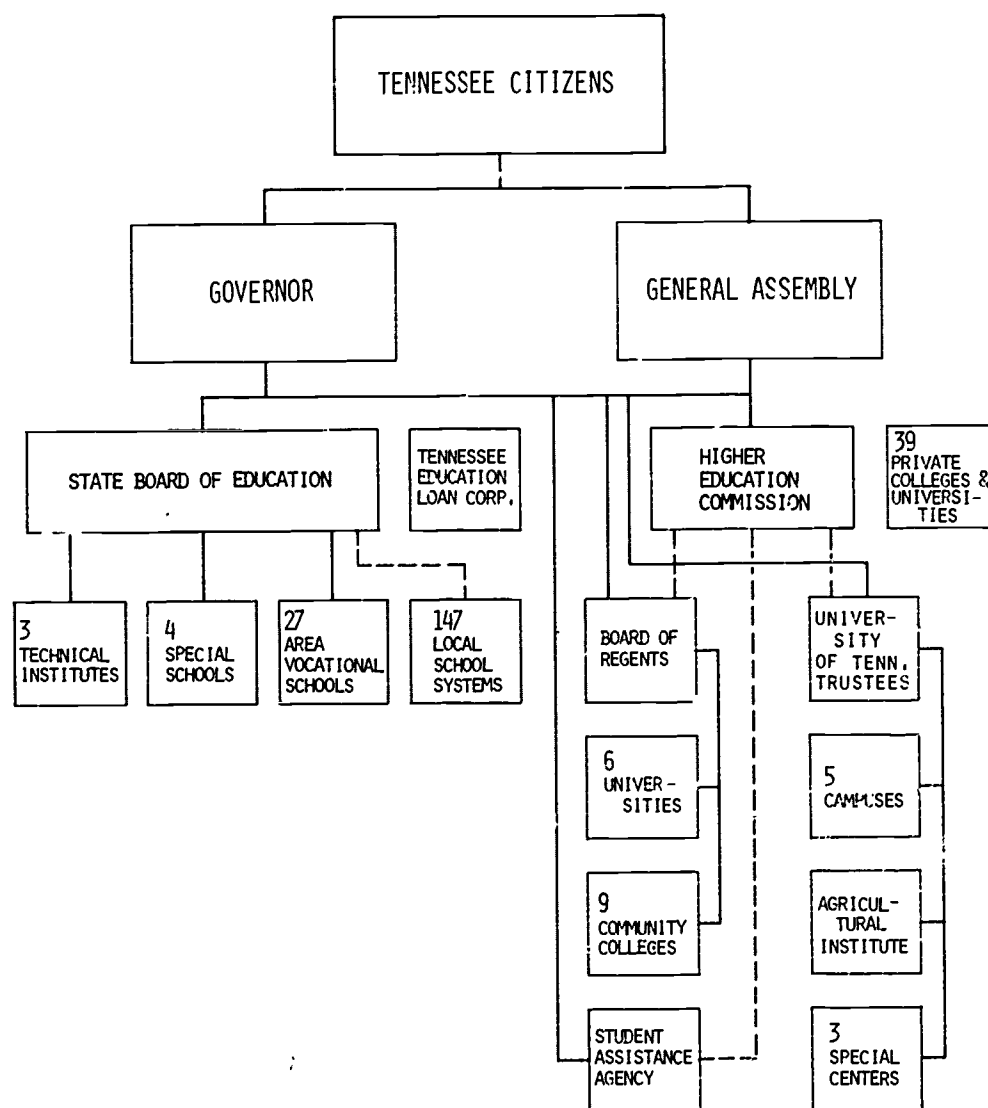 TENNESSEE CITIZENS
GOVERNOR
GENERAL ASSEMBLY
STATE BOARD OF EDUCATION
TENNESSEE
EDUCATION
LOAN CORP.
HIGHER
EDUCATION
COMMISSION
39
PRIVATE
COLLEGES &
UNIVERSI-
TIES
3
TECHNICAL
INSTITUTES
4
SPECIAL
SCHOOLS
27
AREA
VOCATIONAL
SCHOOLS
147
LOCAL
SCHOOL
SYSTEMS
BOARD OF
REGENTS
UNIVER-
SITY
OF TENN.
TRUSTEES
6
UNIVER-
SITIES
5
CAMPUSES
9
COMMUNITY
COLLEGES
AGRICUL-
TURAL
INSTITUTE
STUDENT
ASSISTANCE
AGENCY
3
SPECIAL
CENTERS